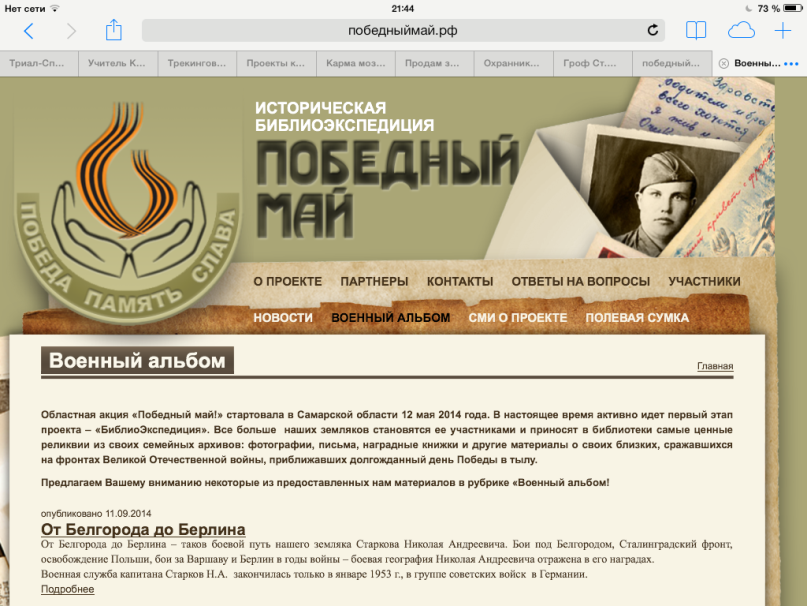 Нет сети
21:44
73 %
победныймай.рф
Триал-Сп...
Учитель К...
Трекингов...
Проекты к...
Карма моз...
Продам з...
Охранник...
Гроф Ст....
победный...
Военны...
ИСТОРИЧЕСКАЯ
БИБЛИОЭКСПЕДИЦИЯ
ПОБЕДНЫЙ
МАЙ
ПОБЕДА ПАМЯТЬ СЛАВА
О ПРОЕКТЕ ПАРТНЕРЫ КОНТАКТЫ ОТВЕТЫ НА ВОПРОСЫ УЧАСТНИКИ
НОВОСТИ ВОЕННЫЙ АЛЬБОМ СМИ О ПРОЕКТЕ ПОЛЕВАЯ СУМКА
Военный альбом
Главная
Областная акция «Победный май!» стартовала в Самарской области 12 мая 2014 года. В настоящее время активно идет первый этап
проекта – «БиблиоЭкспедиция». Все больше наших земляков становятся ее участниками и приносят в библиотеки самые ценные
реликвии из своих семейных архивов: фотографии, письма, наградные книжки и другие материалы о своих близких, сражавшихся
на фронтах Великой Отечественной войны, приближавших долгожданный день Победы в тылу.
Предлагаем Вашему вниманию некоторые из предоставленных нам материалов в рубрике «Военный альбом!
опубликовано 11.09.2014
От Белгорода до Берлина
От Белгорода до Берлина – таков боевой путь нашего земляка Старкова Николая Андреевича. Бои под Белгородом, Сталинградский фронт,
освобождение Польши, бои за Варшаву и Берлин в годы войны – боевая география Николая Андреевича отражена в его наградах.
Военная служба капитана Старков Н.А. закончилась только в январе 1953 г., в группе советских войск в Германии.
Подробнее